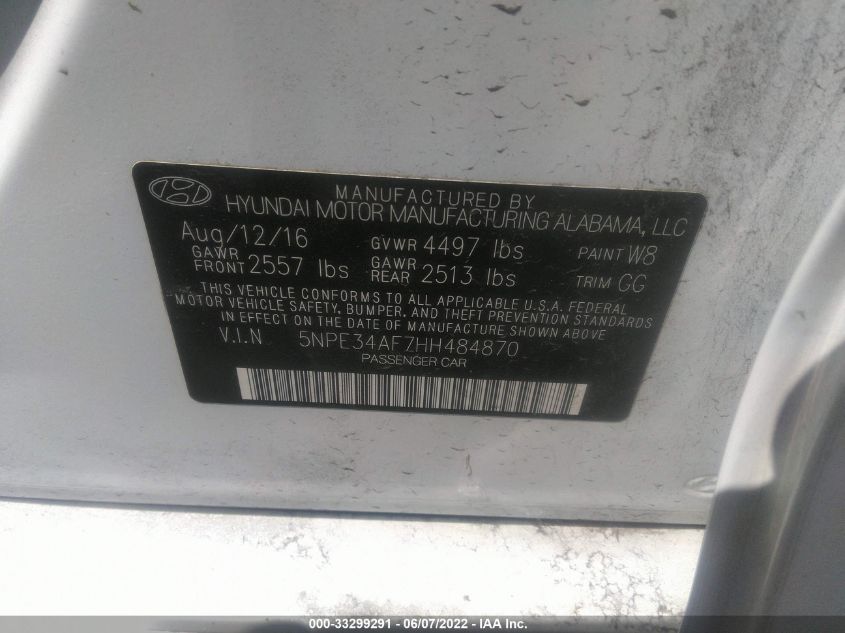 MANUFACTURED BY
HYUNDAI MOTOR MANUFACTURING ALABAMA, LLC
Aug/12/16 GVWR 4497 lbs PAINT W8
GAWR FRONT 2557 lbs GAWR REAR 2513 lbs TRIM GG
THIS VEHICLE CONFORMS TO ALL APPLICABLE U.S.A. FEDERAL
MOTOR VEHICLE SAFETY, BUMPER, AND THEFT PREVENTION STANDARDS
IN EFFECT ON THE DATE OF MANUFACTURE SHOWN ABOVE
V.I.N 5NPE34AF7HH484870
PASSENGER CAR
000-33299291 - 06/07/2022 - IAA Inc.